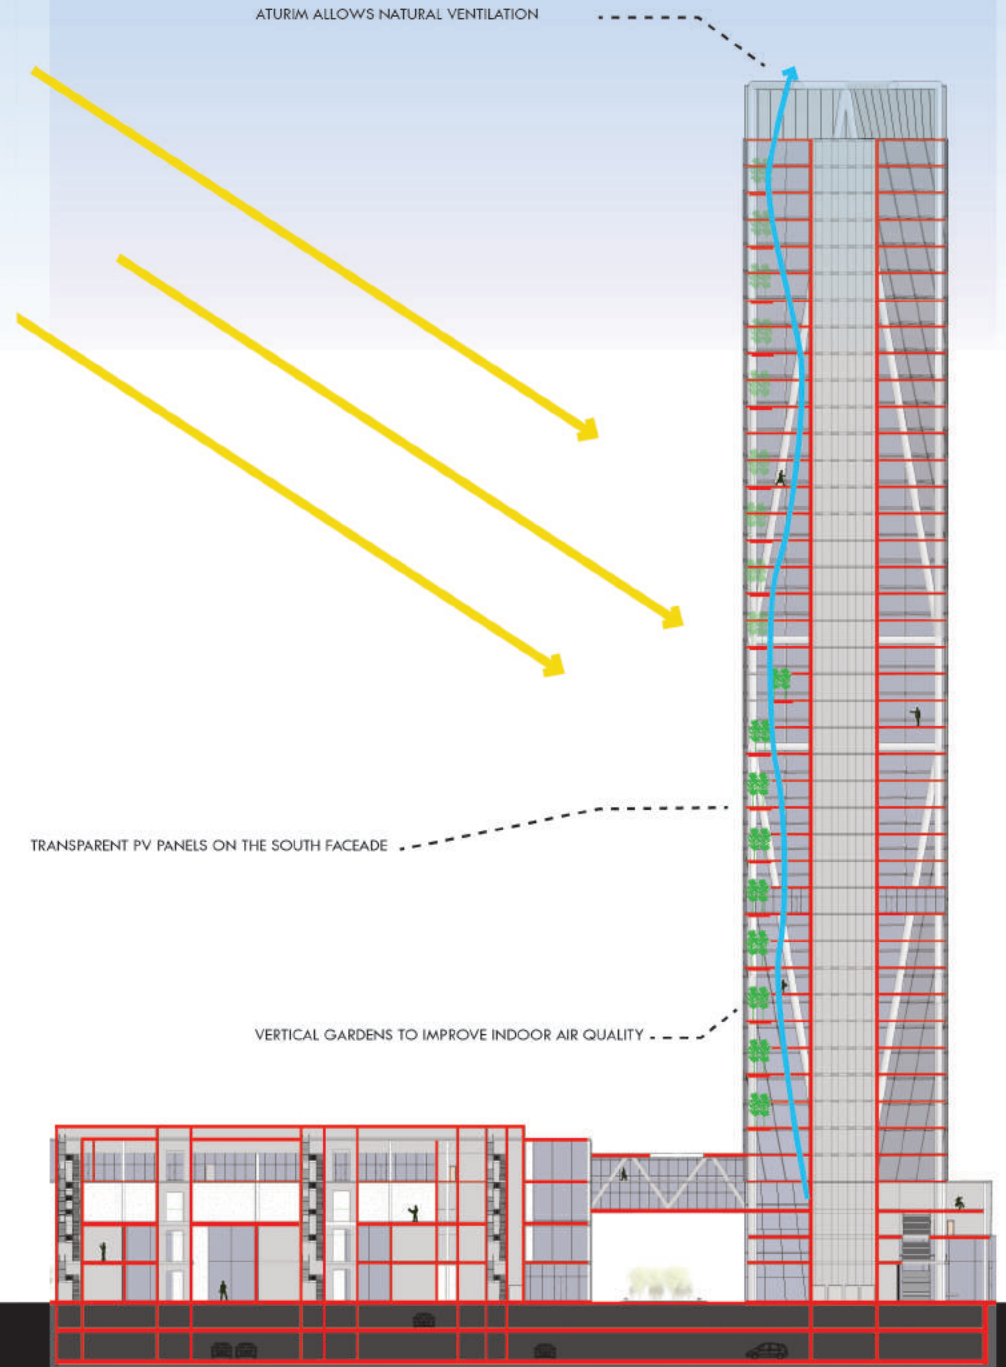 ATURIM ALLOWS NATURAL VENTILATION
TRANSPARENT PV PANELS ON THE SOUTH FACEADE
VERTICAL GARDENS TO IMPROVE INDOOR AIR QUALITY